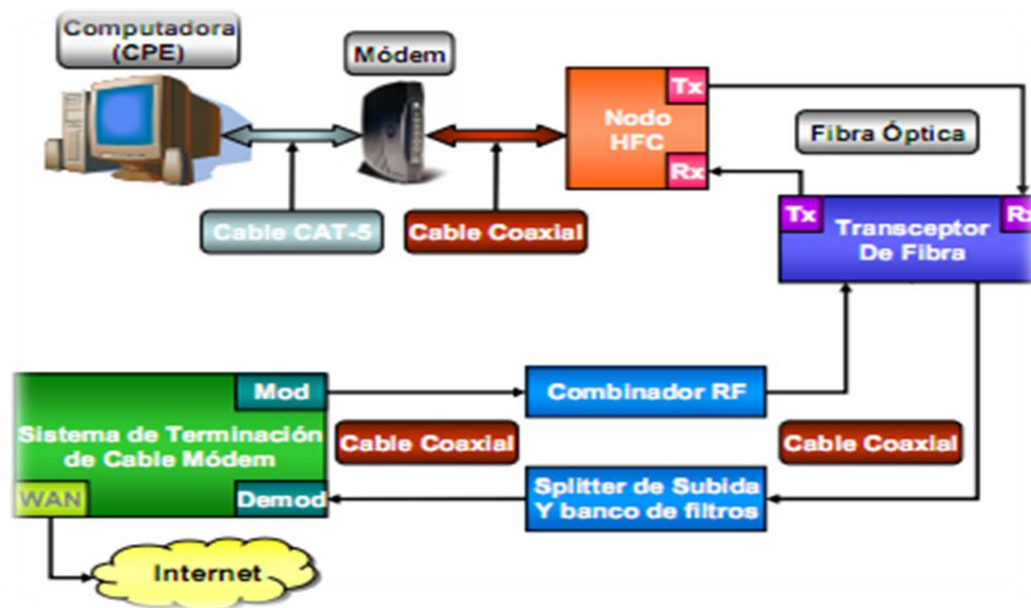 Computadora
(CPE)
Módem
Tx
Nodo
HFC
Rx
Fibra Óptica
Cable CAT-5
Cable Coaxial
Tx
Rx
Transceptor
De Fibra
Mod
Combinador RF
Sistema de Terminación
de Cable Módem
Cable Coaxial
Cable Coaxial
WAN
Demod
Splitter de Subida
Y banco de filtros
Internet